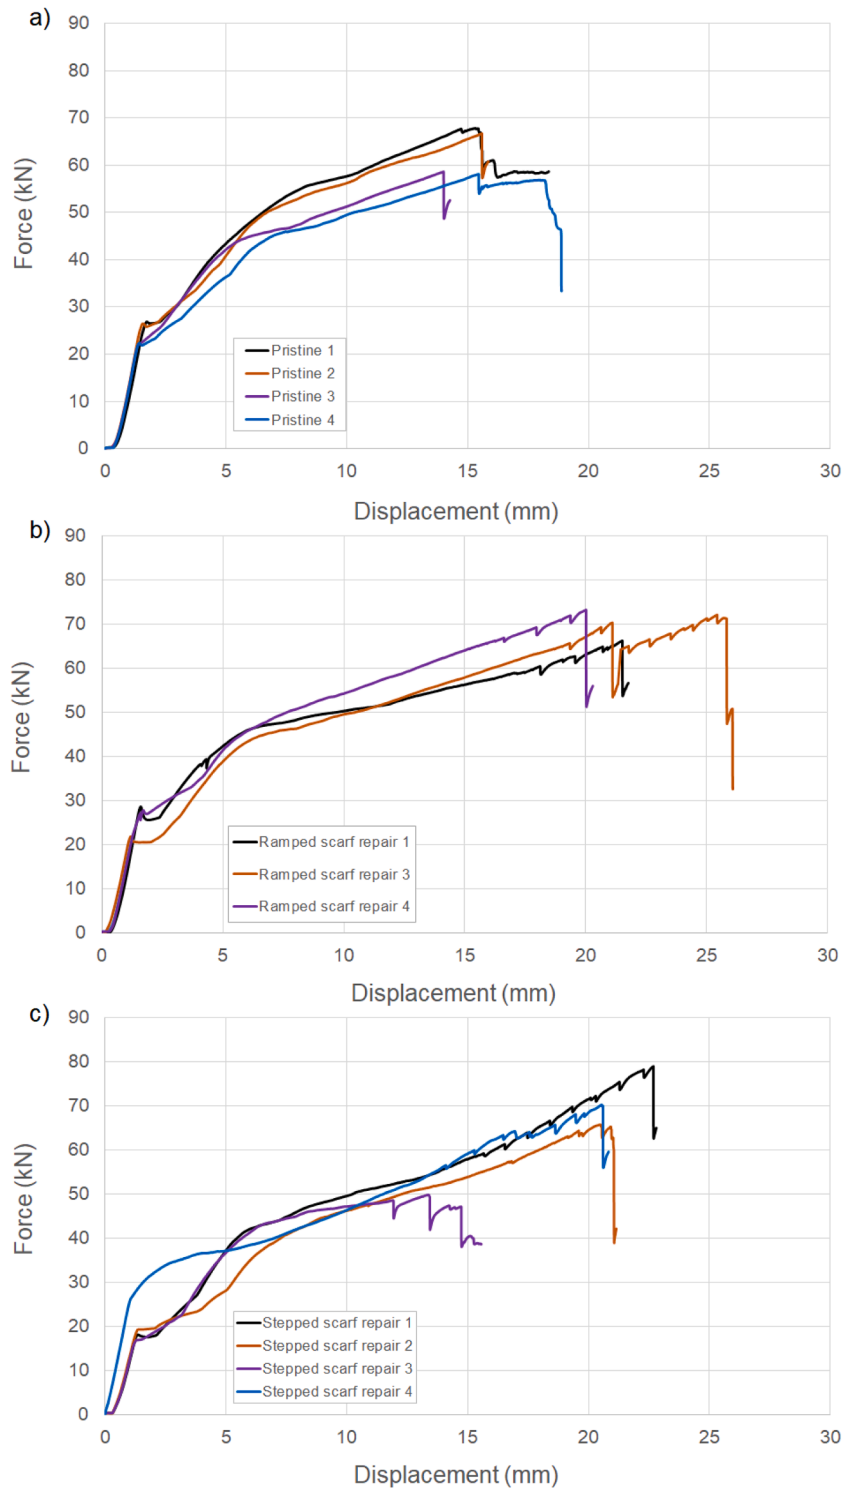 a)
90
80
70
60
50
40
30
20
10
0
Force (kN)
Pristine 1
Pristine 2
Pristine 3
Pristine 4
0 5 10 15 20 25 30
Displacement (mm)
b)
90
80
70
60
50
40
30
20
10
0
Force (kN)
Ramped scarf repair 1
Ramped scarf repair 3
Ramped scarf repair 4
0 5 10 15 20 25 30
Displacement (mm)
c)
90
80
70
60
50
40
30
20
10
0
Force (kN)
Stepped scarf repair 1
Stepped scarf repair 2
Stepped scarf repair 3
Stepped scarf repair 4
0 5 10 15 20 25 30
Displacement (mm)